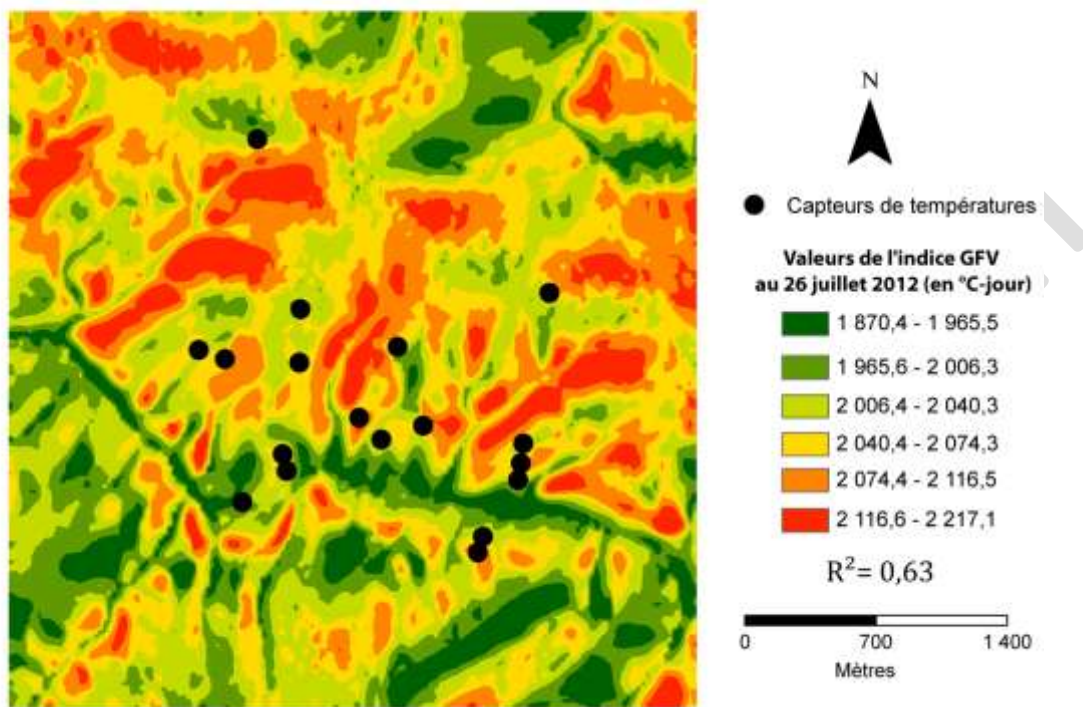 N
Capteurs de températures
Valeurs de l'indice GFV
au 26 juillet 2012 (en °C-jour)
1 870,4 - 1 965,5
1 965,6 - 2 006,3
2 006,4 - 2 040,3
2 040,4 - 2 074,3
2 074,4 - 2 116,5
2 116,6 - 2 217,1
R²= 0,63
0 700 1 400
Mètres